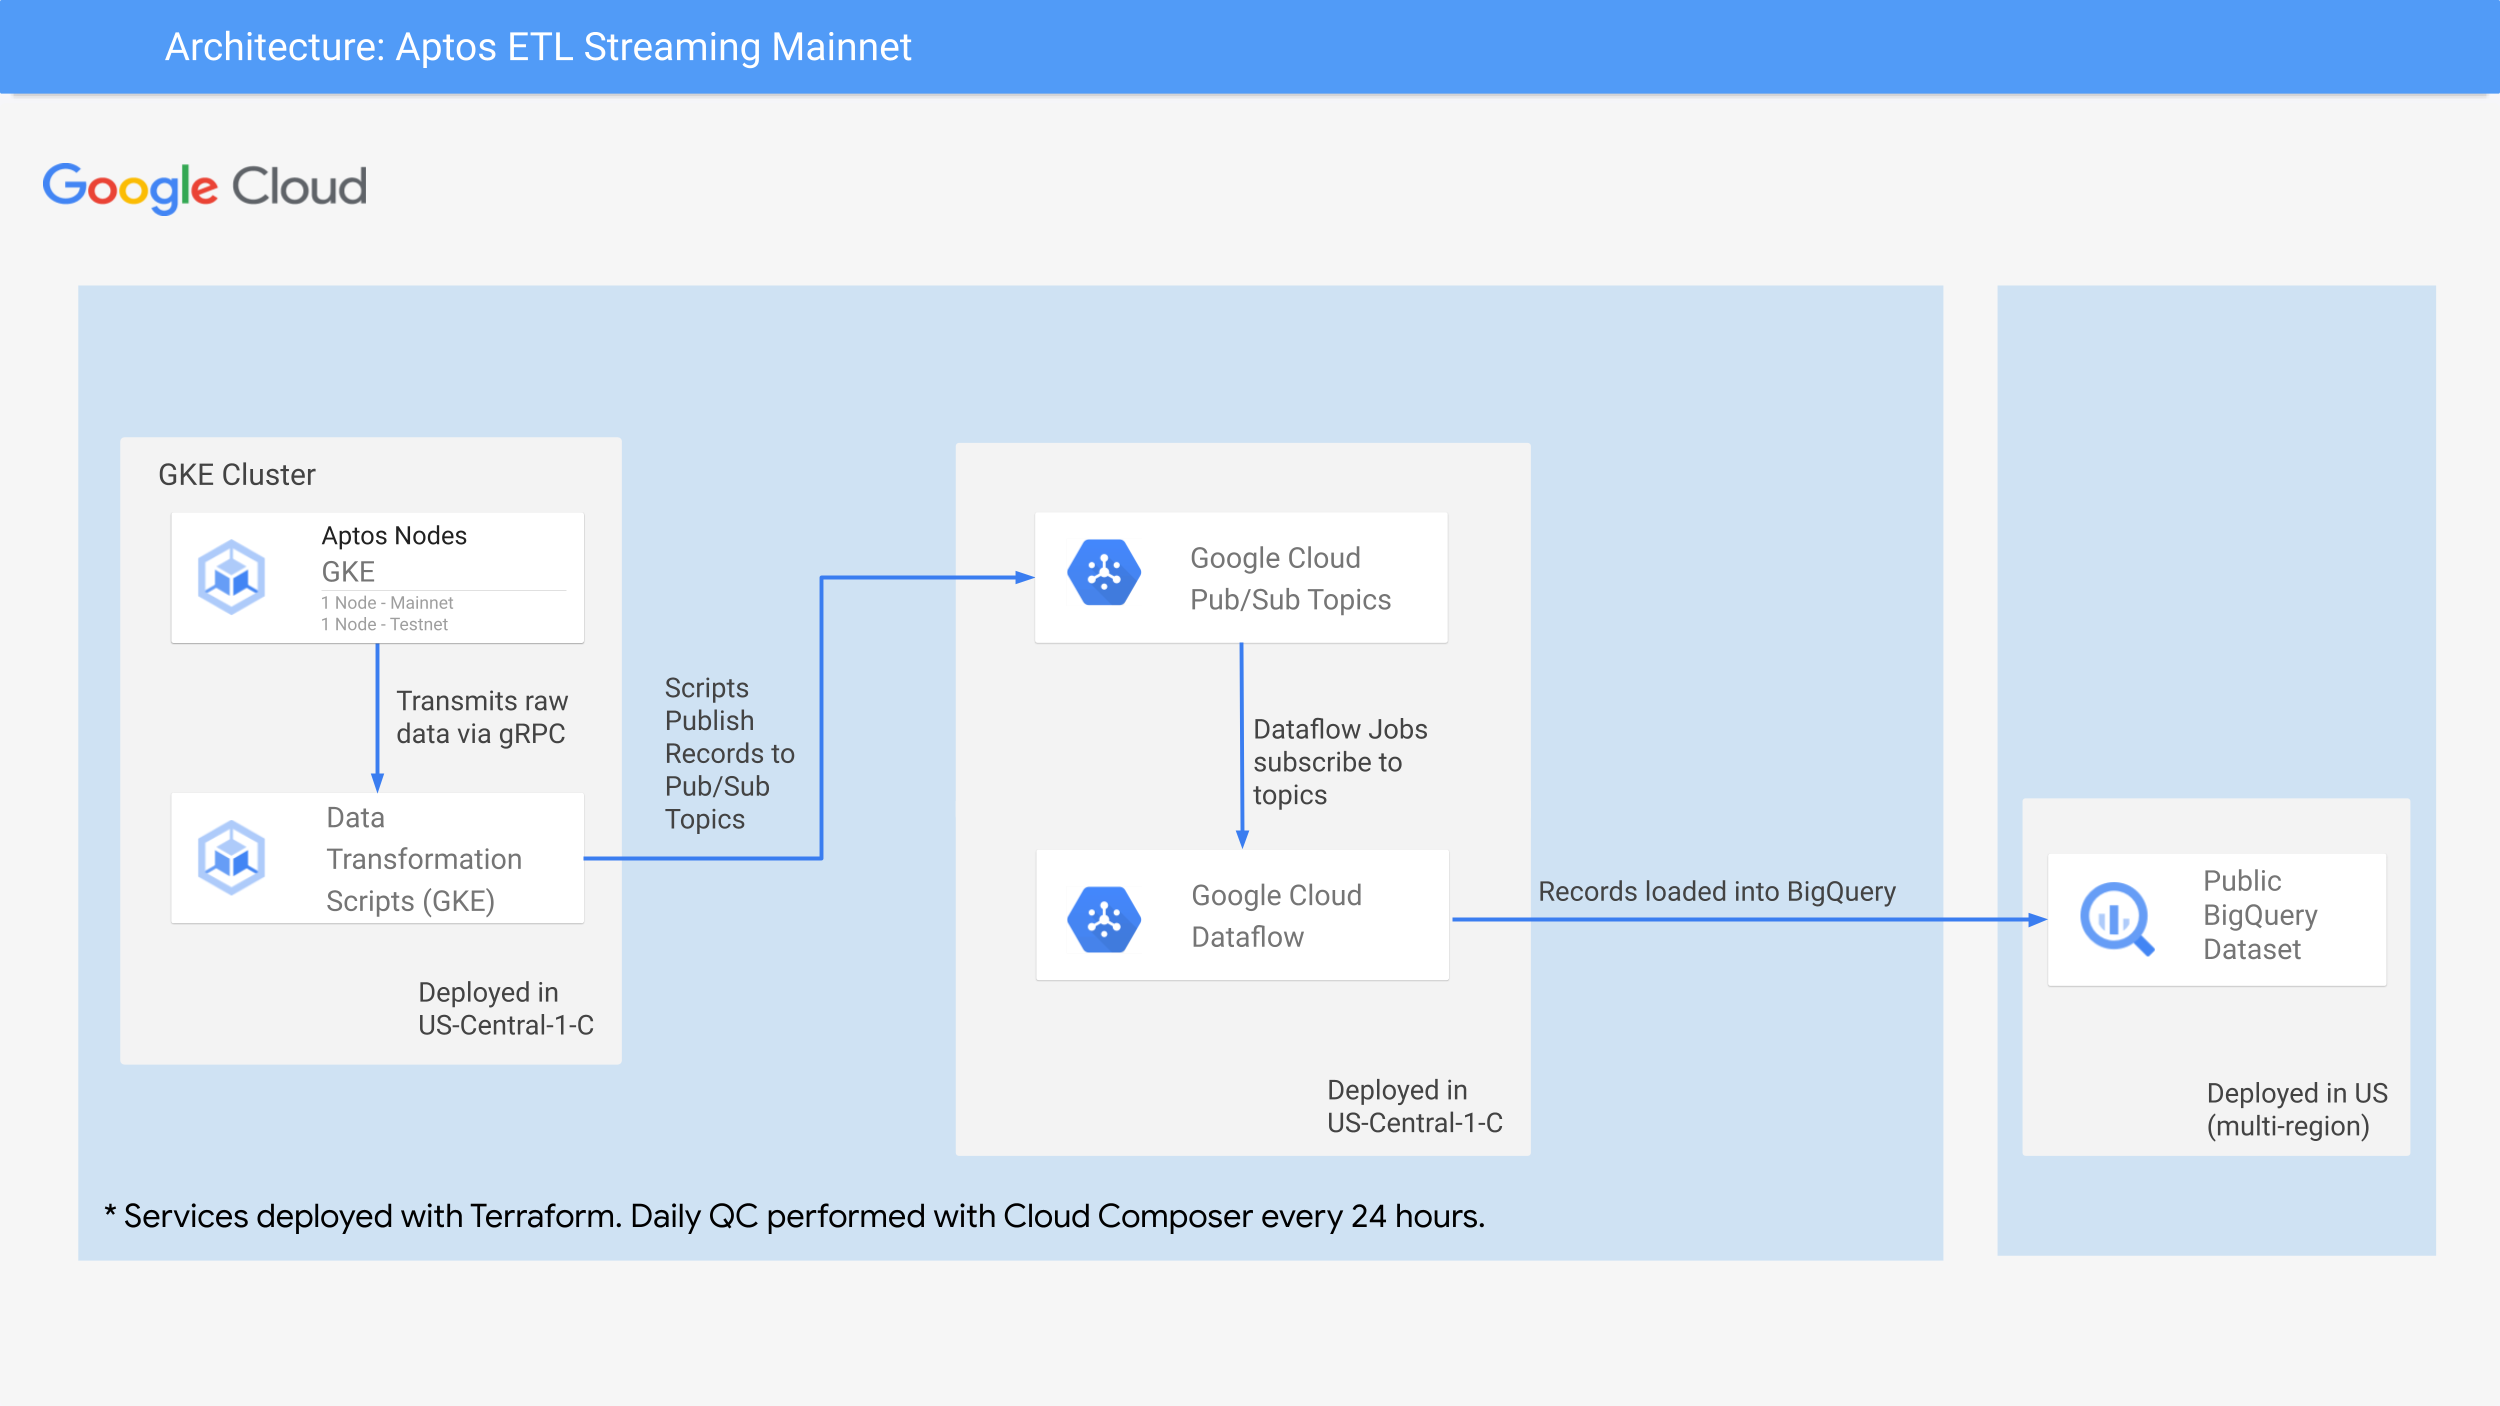 Architecture: Aptos ETL Streaming Mainnet
Google Cloud
GKE Cluster
Aptos Nodes
GKE
1 Node - Mainnet
1 Node - Testnet
Transmits raw
data via gRPC
Data
Transformation
Scripts (GKE)
Deployed in
US-Central-1-C
Scripts
Publish
Records to
Pub/Sub
Topics
Google Cloud
Pub/Sub Topics
Dataflow Jobs
subscribe to
topics
Google Cloud
Dataflow
Deployed in
US-Central-1-C
Records loaded into BigQuery
Public
BigQuery
Dataset
Deployed in US
(multi-region)
* Services deployed with Terraform. Daily QC performed with Cloud Composer every 24 hours.